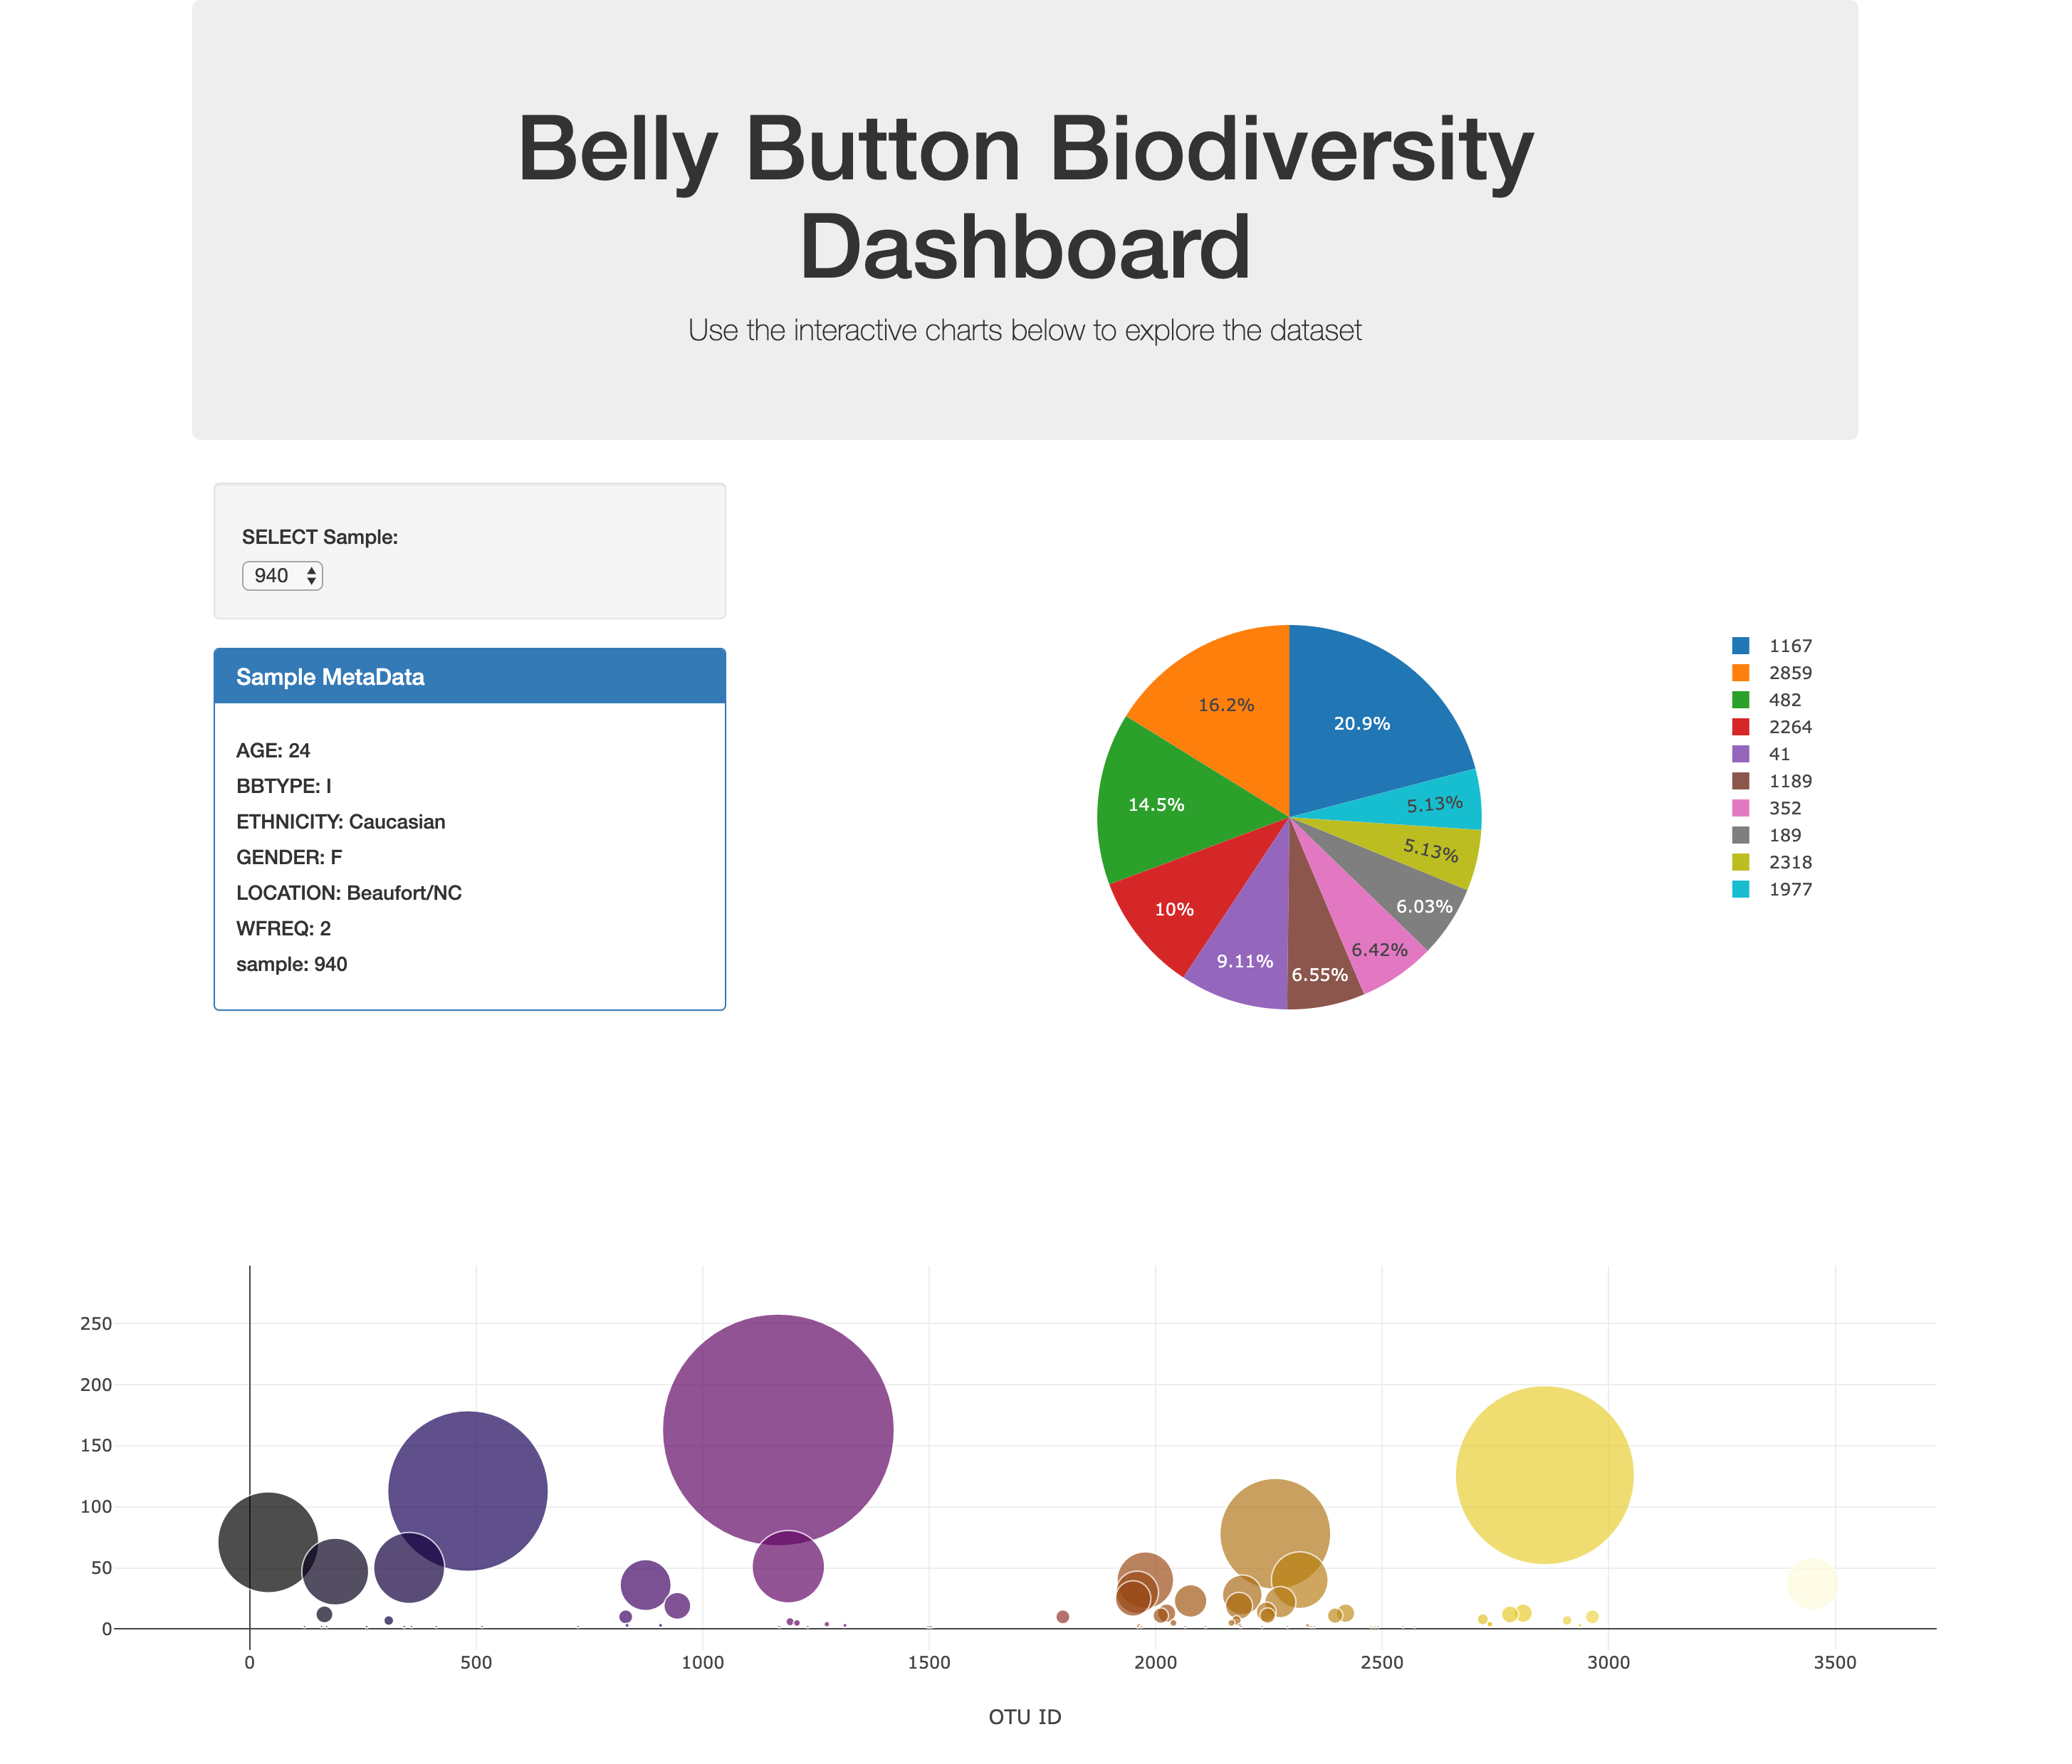 Belly Button Biodiversity
Dashboard
Use the interactive charts below to explore the dataset
SELECT Sample:
940
Sample MetaData
AGE: 24
BBTYPE: I
ETHNICITY: Caucasian
GENDER: F
LOCATION: Beaufort/NC
WFREQ: 2
sample: 940
16.2%
20.9%
14.5%
5.13%
5.13%
10%
6.03%
9.11%
6.55%
6.42%
1167
2859
482
2264
41
1189
352
189
2318
1977
250
200
150
100
50
0
0 500 1000 1500 2000 2500 3000 3500
OTU ID